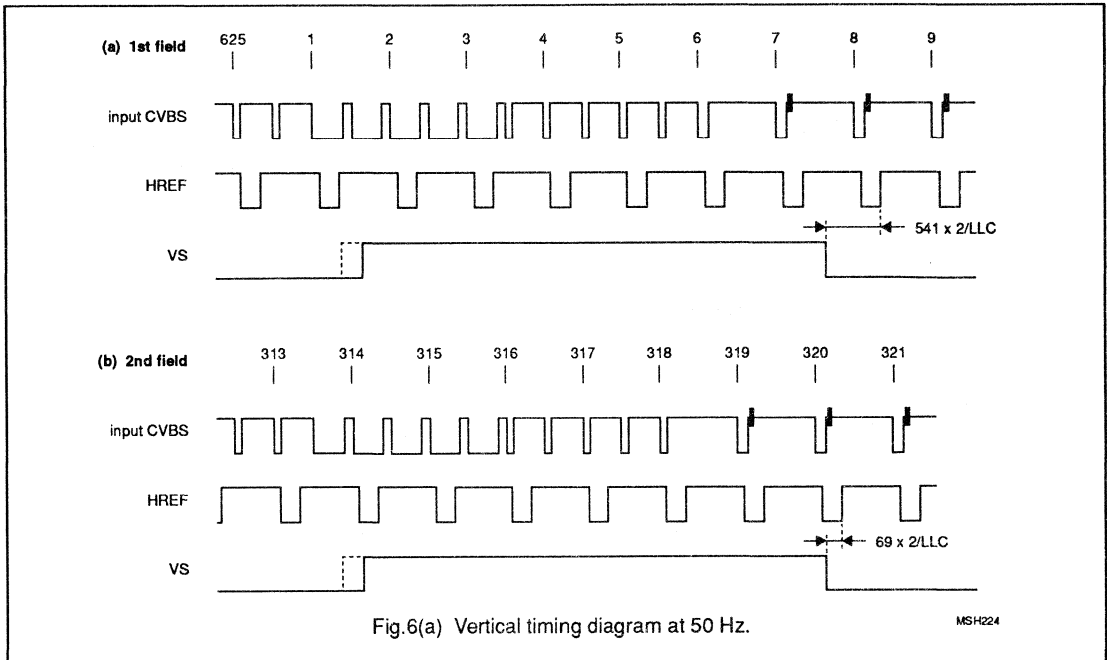 (a) 1st field 625 1 2 3 4 5 6 7 8 9
input CVBS
HREF
541 x 2/LLC
VS
(b) 2nd field 313 314 315 316 317 318 319 320 321
input CVBS
HREF
69 x 2/LLC
VS
Fig.6(a) Vertical timing diagram at 50 Hz.
MSH224